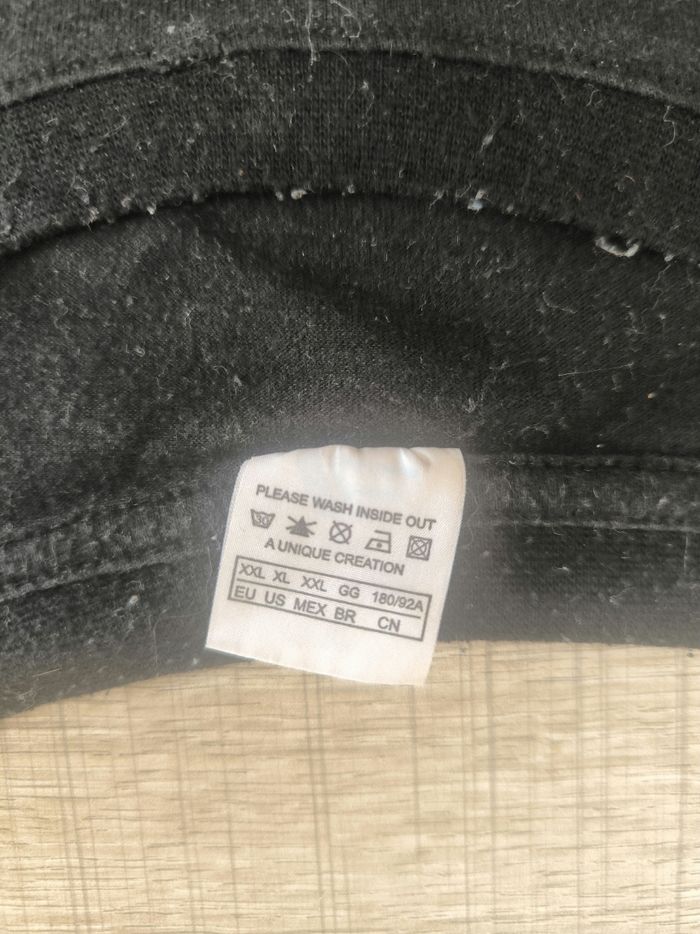 PLEASE WASH INSIDE OUT
30
A UNIQUE CREATION
XXL XL XXL GG 180/92A
EU US MEX BR CN